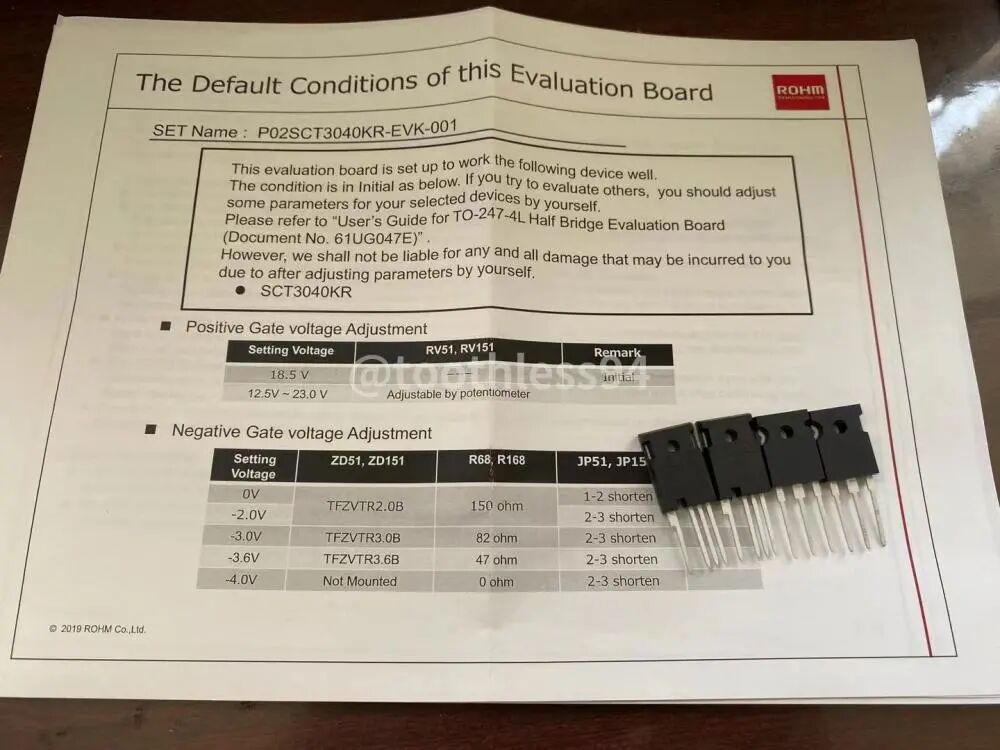 The Default Conditions of this Evaluation Board
ROHM
SET Name : P02SCT3040KR-EVK-001
This evaluation board is set up to work the following device well.
The condition is in Initial as below. If you try to evaluate others, you should adjust
some parameters for your selected devices by yourself.
Please refer to "User's Guide for TO-247-4L Half Bridge Evaluation Board
(Document No. 61UG047E)" .
However, we shall not be liable for any and all damage that may be incurred to you
due to after adjusting parameters by yourself.
● SCT3040KR
■ Positive Gate voltage Adjustment
Setting Voltage RV51, RV151 Remark
18.5 V --- Initial
12.5V ~ 23.0 V Adjustable by potentiometer
@toothless94
■ Negative Gate voltage Adjustment
Setting Voltage ZD51, ZD151 R68, R168 JP51, JP15
0V TFZVTR2.0B 150 ohm 1-2 shorten
-2.0V 2-3 shorten
-3.0V TFZVTR3.0B 82 ohm 2-3 shorten
-3.6V TFZVTR3.6B 47 ohm 2-3 shorten
-4.0V Not Mounted 0 ohm 2-3 shorten
© 2019 ROHM Co.,Ltd.